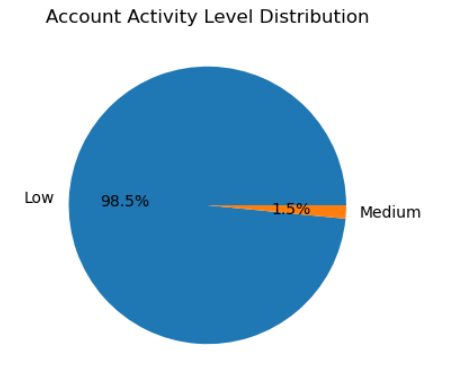 Account Activity Level Distribution
Low
98.5%
1.5%
Medium